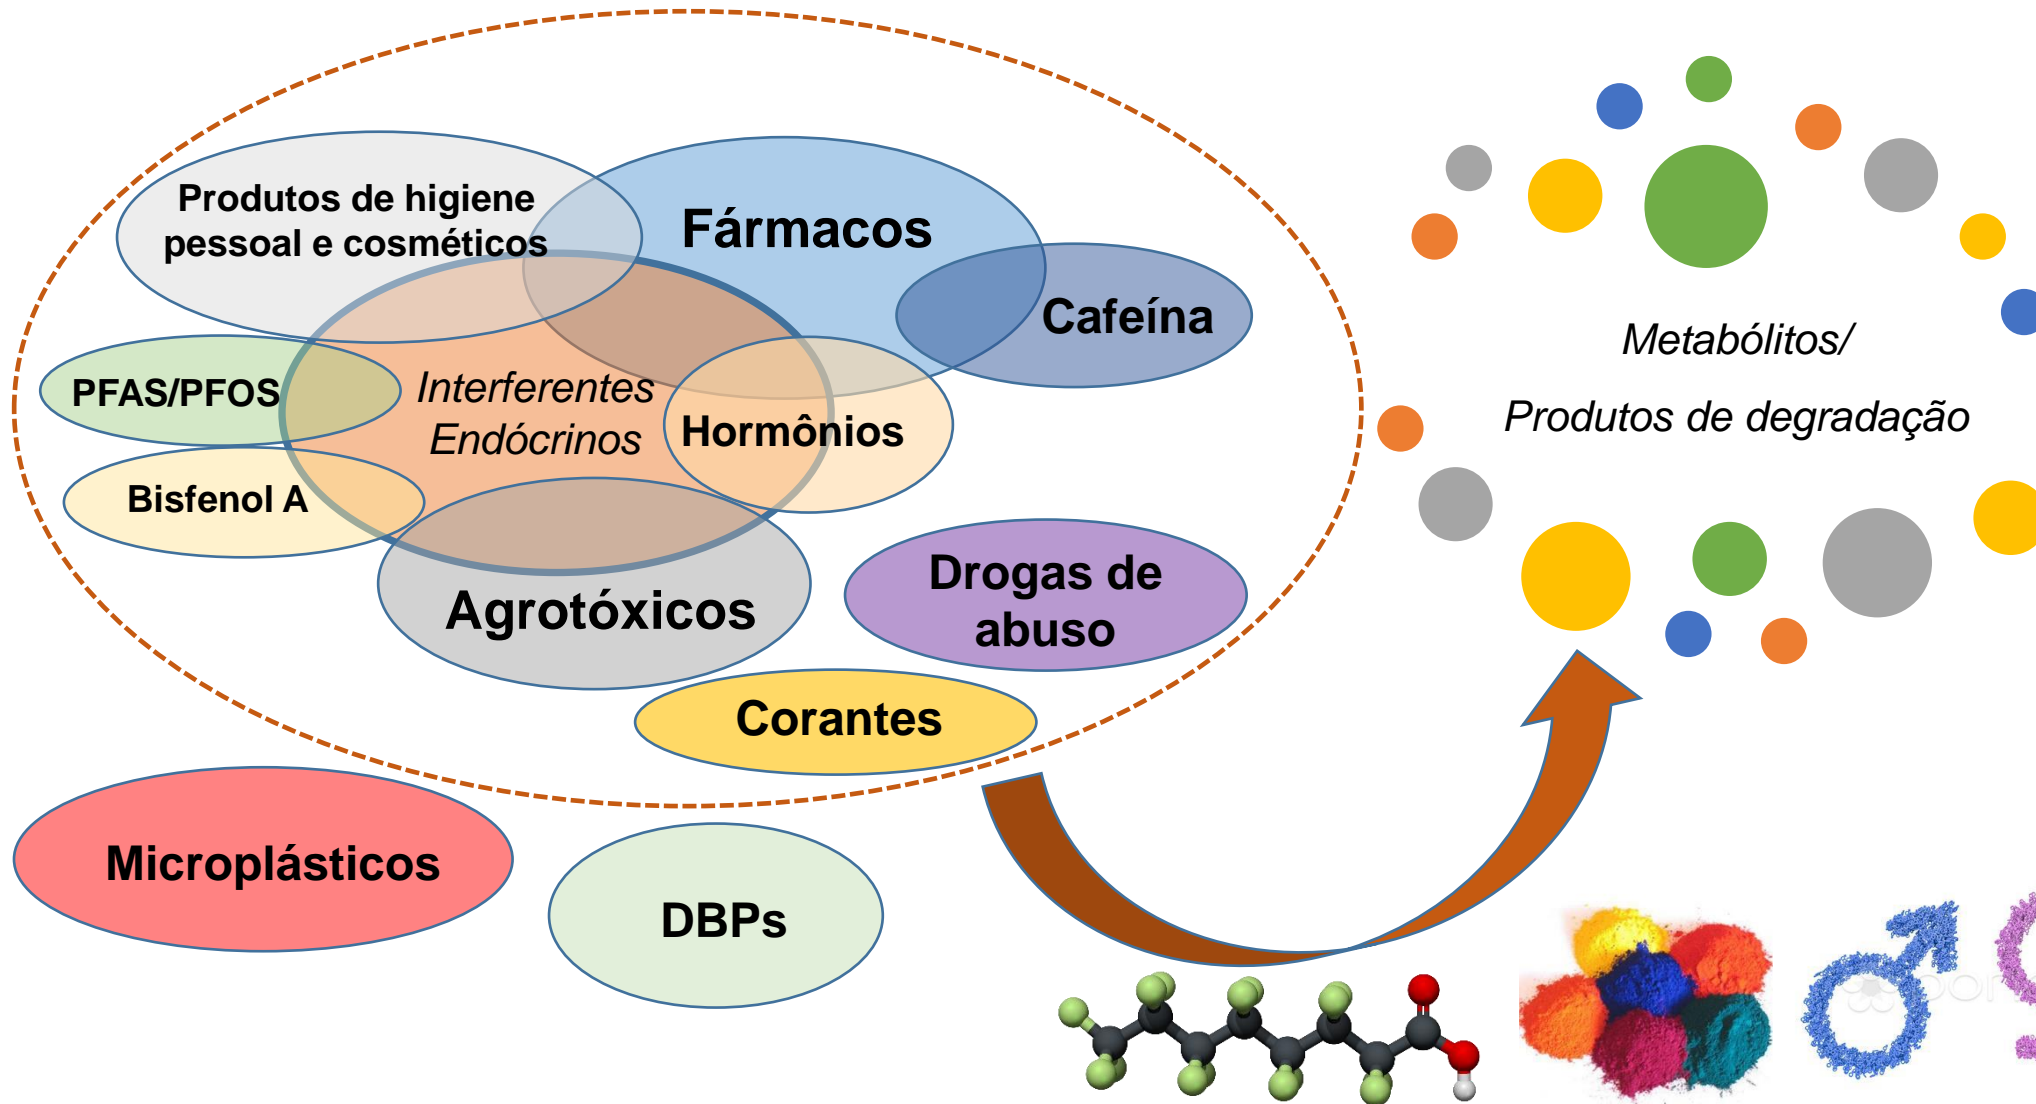 Produtos de higiene
pessoal e cosméticos
Fármacos
Cafeína
PFAS/PFOS
Interferentes
Endócrinos
Hormônios
Bisfenol A
Agrotóxicos
Drogas de
abuso
Corantes
Microplásticos
DBPs
Metabólitos/
Produtos de degradação